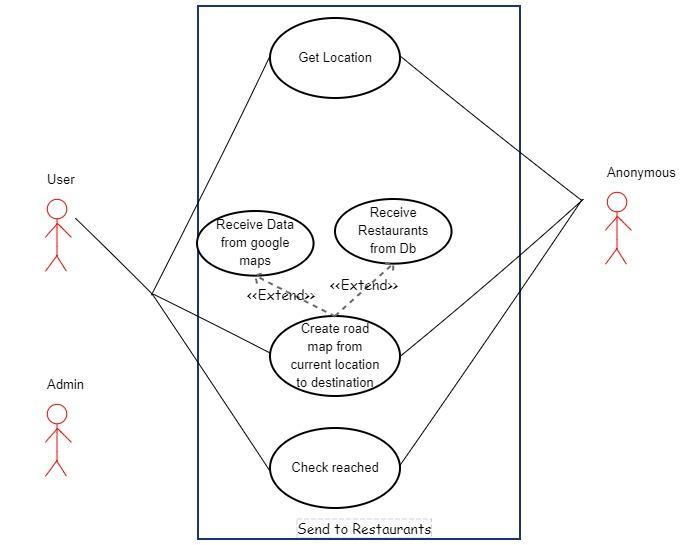 Get Location
User
Anonymous
Receive Data
from google
maps
Receive
Restaurants
from Db
<<Extend>>
<<Extend>>
Create road
map from
current location
to destination
Admin
Check reached
Send to Restaurants